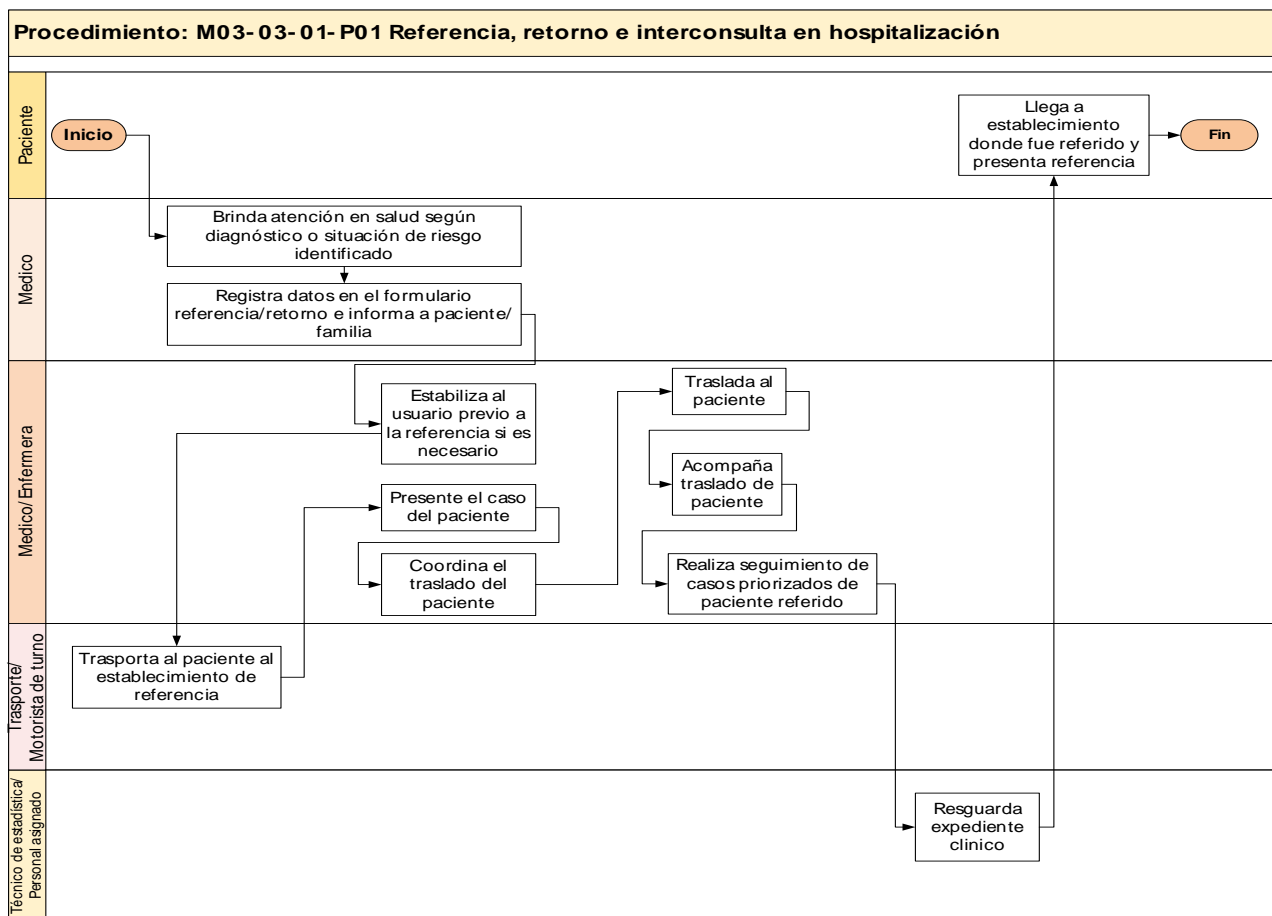 Procedimiento: M03-03-01-P01 Referencia, retorno e interconsulta en hospitalización
Paciente
Inicio
Llega a
establecimiento
donde fue referido y
presenta referencia
Fin
Medico
Brinda atención en salud según
diagnóstico o situación de riesgo
identificado
Registra datos en el formulario
referencia/retorno e informa a paciente/
familia
Medico/Enfermera
Estabiliza al
usuario previo a
la referencia si es
necesario
Presente el caso
del paciente
Coordina el
traslado del
paciente
Traslada al
paciente
Acompaña
traslado de
paciente
Realiza seguimiento de
casos priorizados de
paciente referido
Trasporte/
Motorista de turno
Trasporta al paciente al
establecimiento de
referencia
Técnico de estadística/
Personal asignado
Resguarda
expediente
clinico